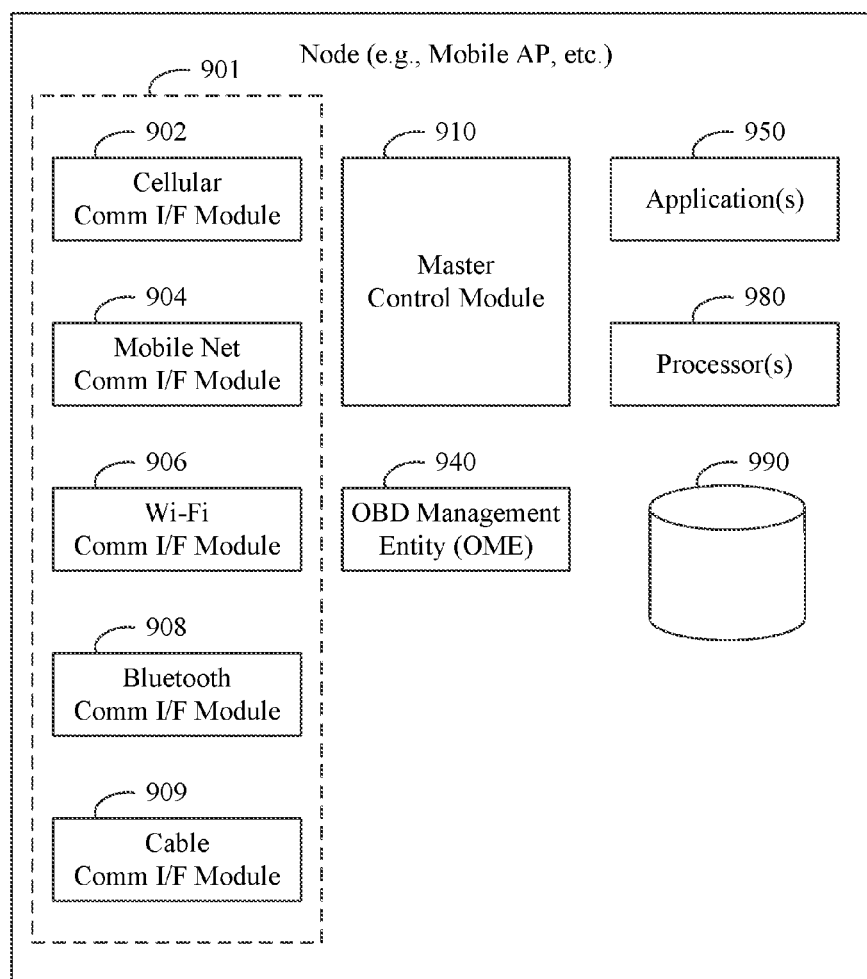 Node (e.g., Mobile AP, etc.)
901
902
Cellular
Comm I/F Module
904
Mobile Net
Comm I/F Module
906
Wi-Fi
Comm I/F Module
908
Bluetooth
Comm I/F Module
909
Cable
Comm I/F Module
910
Master
Control Module
940
OBD Management
Entity (OME)
950
Application(s)
980
Processor(s)
990